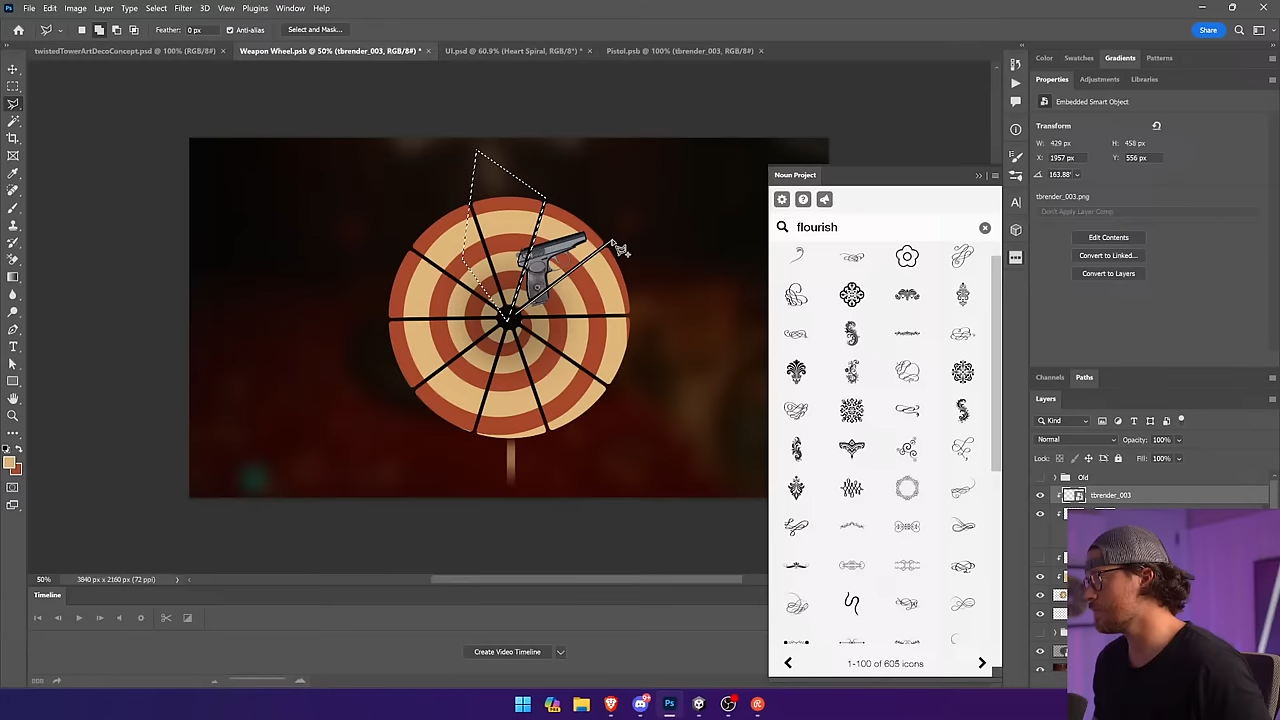 Ps File Edit Image Layer Type Select Filter 3D View Plugins Window Help
Feather: 0 px Anti-alias Select and Mask... Share
twistedTowerArtDecoConcept.psd @ 100% (RGB/8#) × Weapon Wheel.psb @ 50% (tbrender_003, RGB/8#) * × UI.psd @ 60.9% (Heart Spiral, RGB/8*) * × Pistol.psb @ 100% (tbrender_003, RGB/8#) ×
Color Swatches Gradients Patterns
Properties Adjustments Libraries
Embedded Smart Object
Transform
W: 429 px H: 458 px
X: 1957 px Y: 556 px
163.88°
tbrender_003.png
Don't Apply Layer Comp
Edit Contents
Convert to Linked...
Convert to Layers
Noun Project
flourish
1-100 of 605 icons
Channels Paths
Layers
Kind
Normal Opacity: 100%
Lock: Fill: 100%
Old
tbrender_003
50% 3840 px x 2160 px (72 ppi)
Timeline
Create Video Timeline
Ps